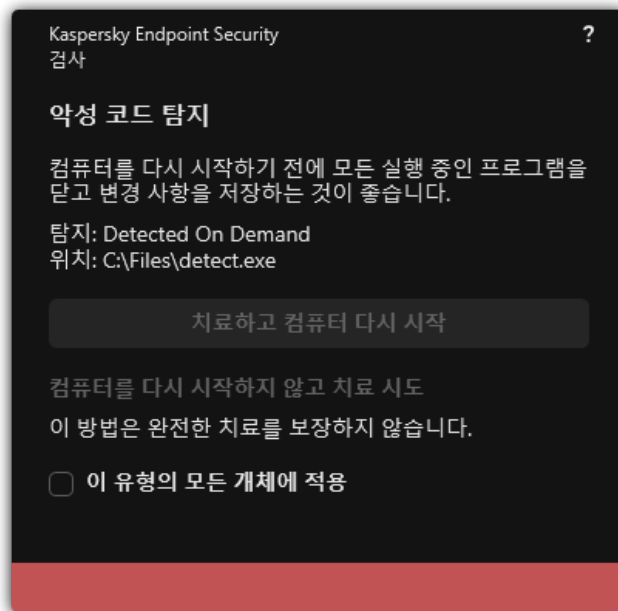 Kaspersky Endpoint Security
?
검사
악성 코드 탐지
컴퓨터를 다시 시작하기 전에 모든 실행 중인 프로그램을
닫고 변경 사항을 저장하는 것이 좋습니다.
탐지: Detected On Demand
위치: C:\Files\detect.exe
치료하고 컴퓨터 다시 시작
컴퓨터를 다시 시작하지 않고 치료 시도
이 방법은 완전한 치료를 보장하지 않습니다.
이 유형의 모든 개체에 적용